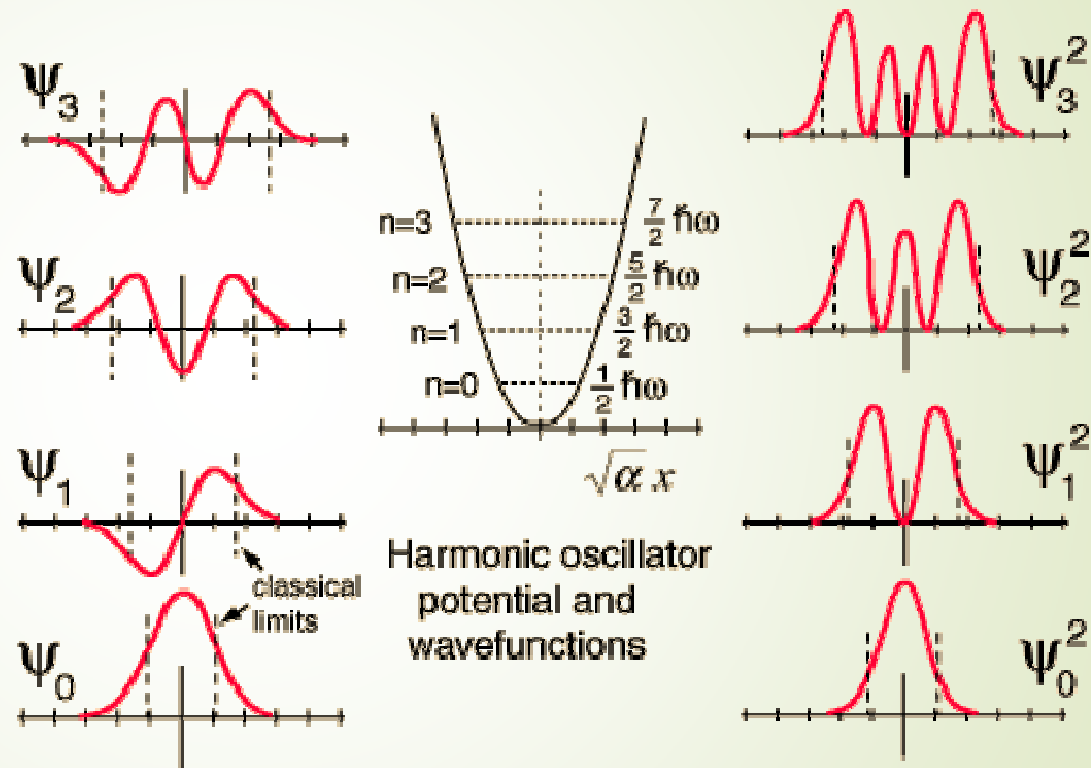 ψ₃
ψ₂
ψ₁
ψ₀
classical
limits
n=3
n=2
n=1
n=0
7/2 ħω
5/2 ħω
3/2 ħω
1/2 ħω
√α x
Harmonic oscillator
potential and
wavefunctions
ψ₃²
ψ₂²
ψ₁²
ψ₀²